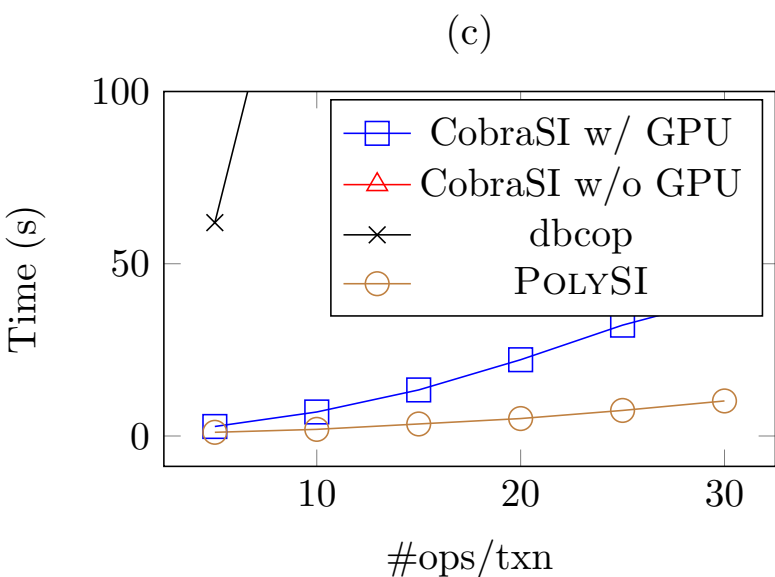 (c)
100
50
0
Time (s)
CobraSI w/ GPU
CobraSI w/o GPU
dbcop
PolySI
10 20 30
#ops/txn